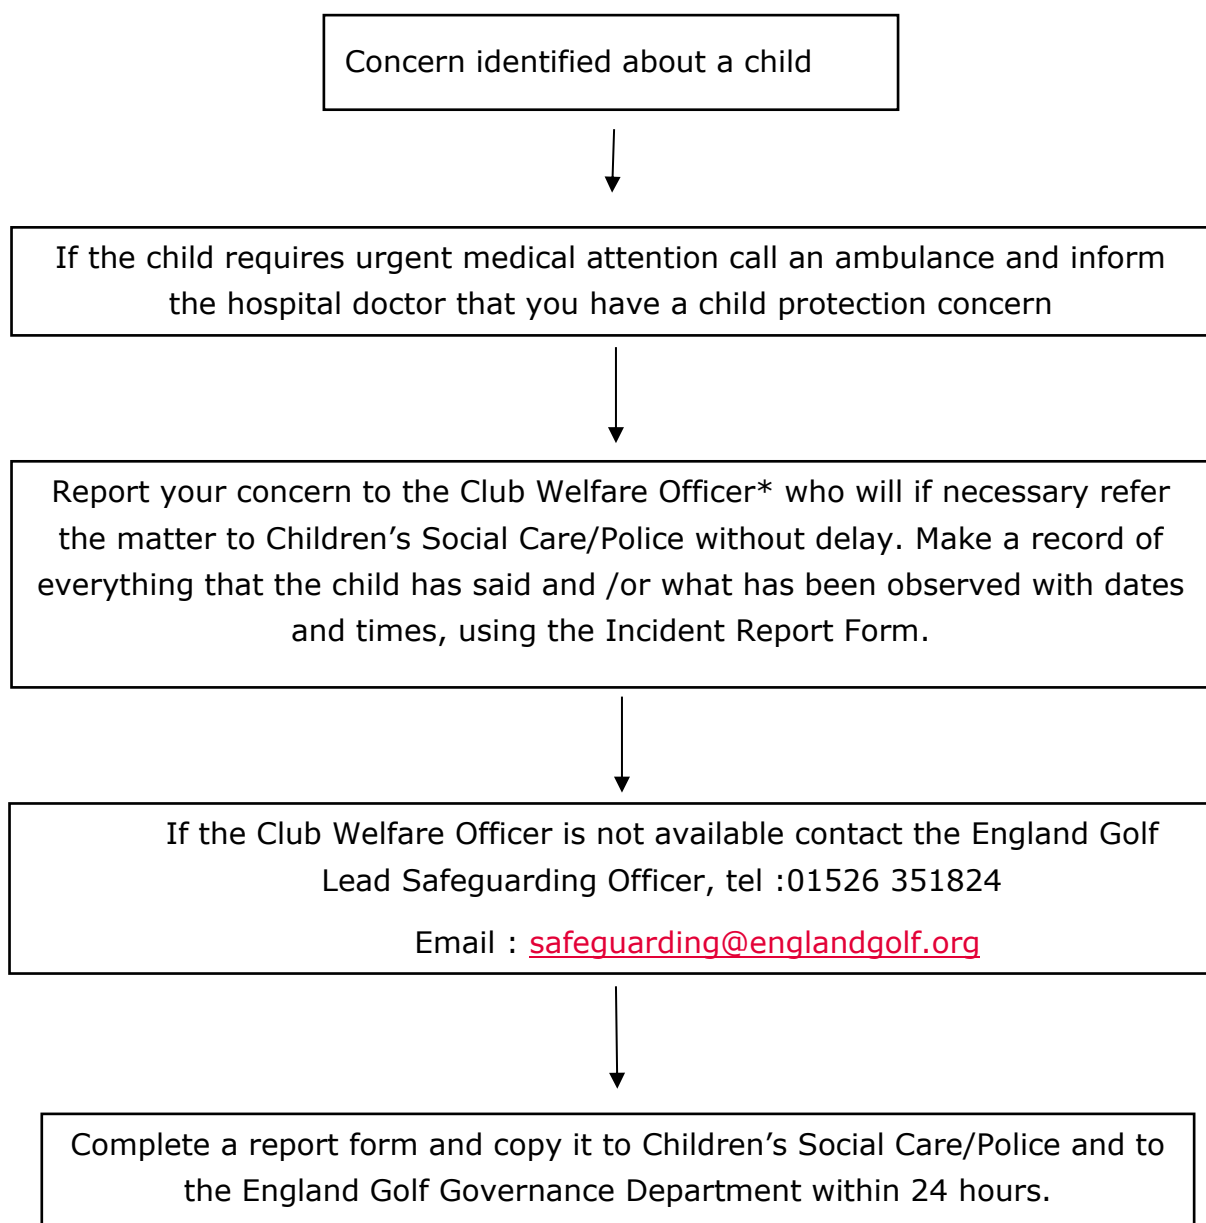 Concern identified about a child
If the child requires urgent medical attention call an ambulance and inform
the hospital doctor that you have a child protection concern
Report your concern to the Club Welfare Officer* who will if necessary refer
the matter to Children’s Social Care/Police without delay. Make a record of
everything that the child has said and /or what has been observed with dates
and times, using the Incident Report Form.
If the Club Welfare Officer is not available contact the England Golf
Lead Safeguarding Officer, tel :01526 351824
Email : safeguarding@englandgolf.org
Complete a report form and copy it to Children’s Social Care/Police and to
the England Golf Governance Department within 24 hours.